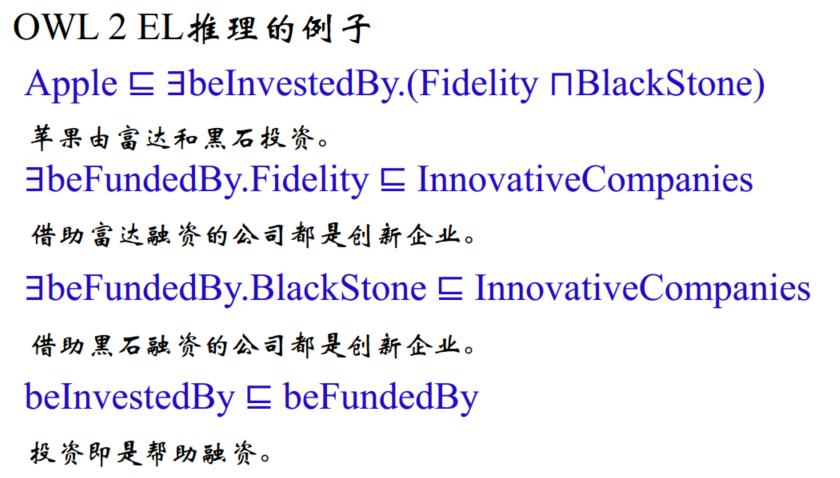 OWL 2 EL推理的例子
Apple ⊑ ∃beInvestedBy.(Fidelity ⊓BlackStone)
苹果由富达和黑石投资。
∃beFundedBy.Fidelity ⊑ InnovativeCompanies
借助富达融资的公司都是创新企业。
∃beFundedBy.BlackStone ⊑ InnovativeCompanies
借助黑石融资的公司都是创新企业。
beInvestedBy ⊑ beFundedBy
投资即是帮助融资。